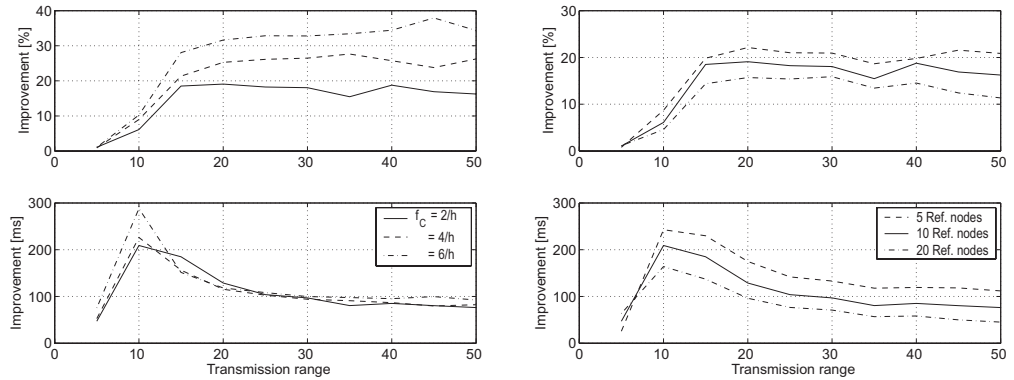 Improvement [%]
40
30
20
10
0
0 10 20 30 40 50
Improvement [%]
30
20
10
0
0 10 20 30 40 50
Improvement [ms]
300
200
100
0
0 10 20 30 40 50
Transmission range
f_C = 2/h
= 4/h
= 6/h
Improvement [ms]
300
200
100
0
0 10 20 30 40 50
Transmission range
5 Ref. nodes
10 Ref. nodes
20 Ref. nodes